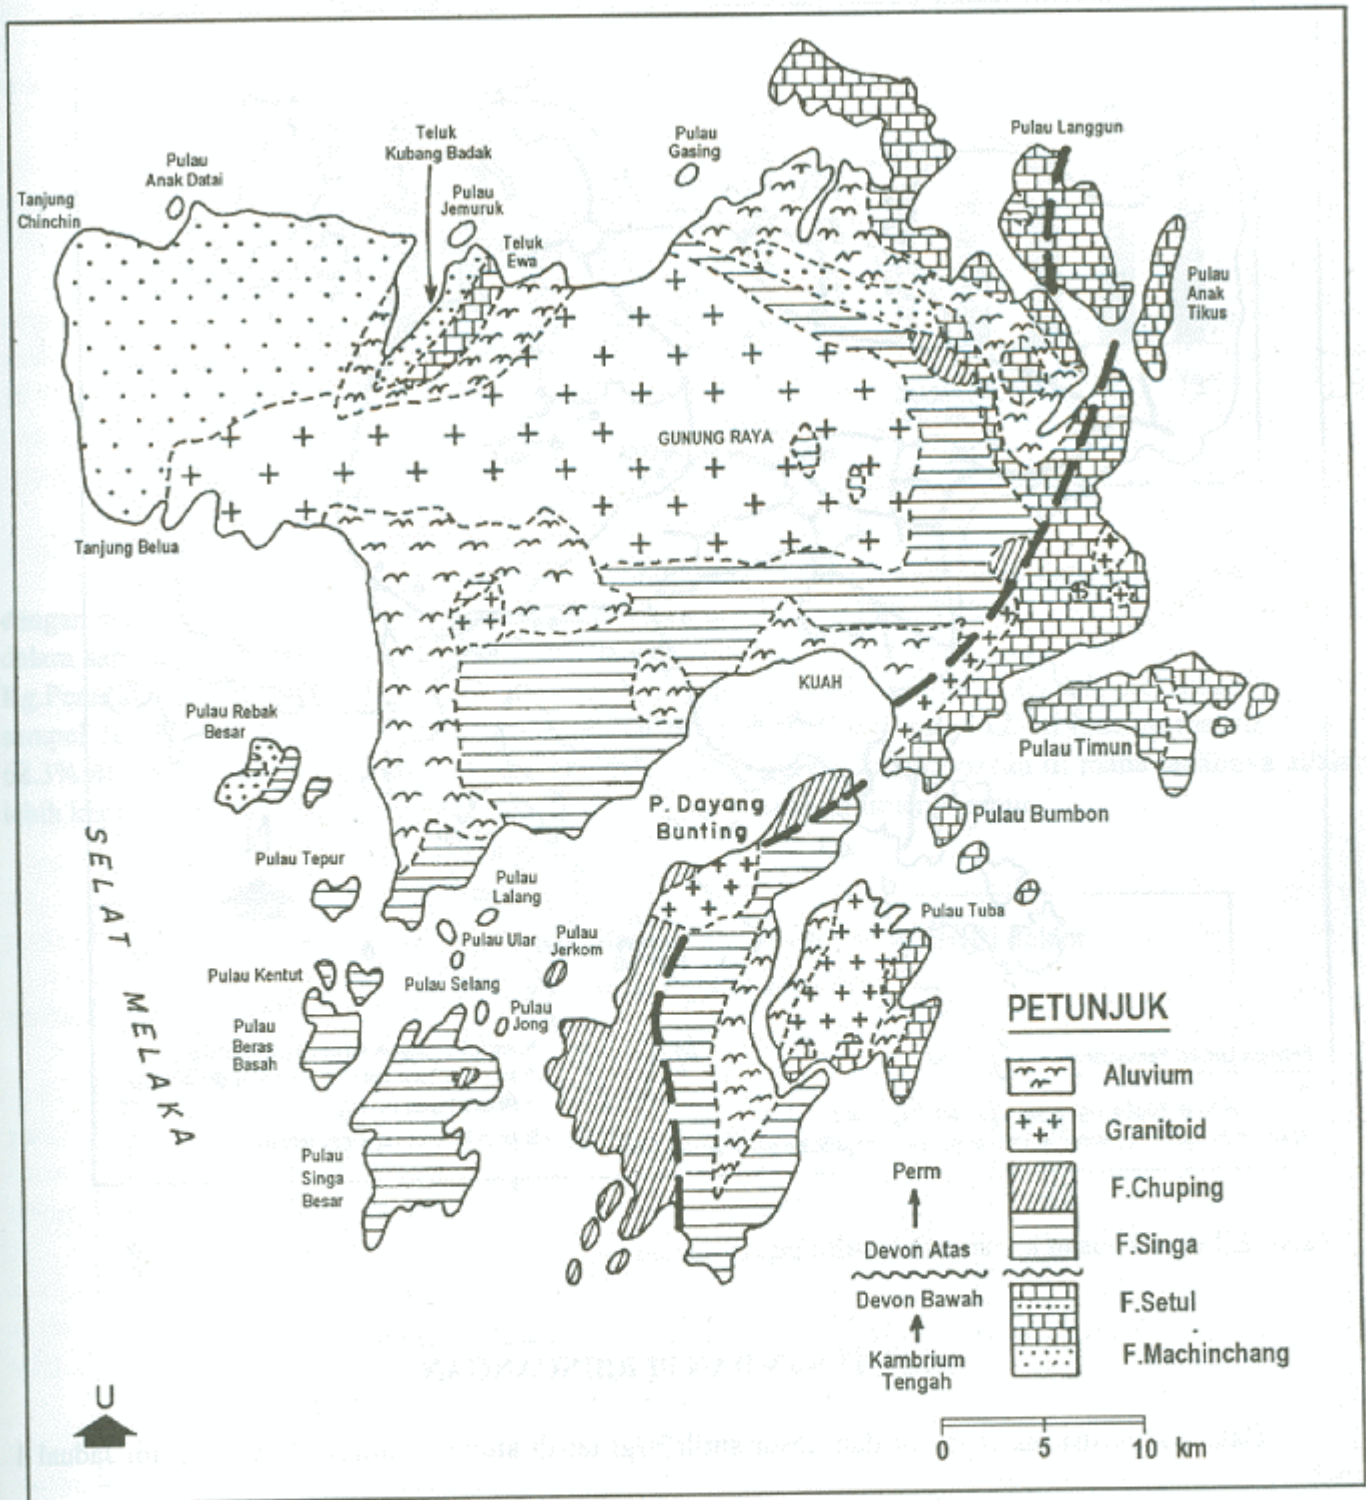 Pulau Langgun
Teluk
Kubang Badak
Pulau
Gasing
Pulau
Anak Datai
Pulau
Jemuruk
Tanjung
Chinchin
Teluk
Ewa
Pulau
Anak
Tikus
GUNUNG RAYA
Tanjung Belua
KUAH
Pulau Rebak
Besar
Pulau Timun
P. Dayang
Bunting
Pulau Bumbon
SELAT MELAKA
Pulau Tepur
Pulau
Lalang
Pulau Tuba
Pulau Ular
Pulau
Jerkom
Pulau Kentut
Pulau Selang
Pulau
Jong
Pulau
Beras
Basah
Pulau
Singa
Besar
PETUNJUK
Aluvium
Granitoid
Perm
F.Chuping
Devon Atas
F.Singa
Devon Bawah
F.Setul
Kambrium
Tengah
F.Machinchang
U
0 5 10 km